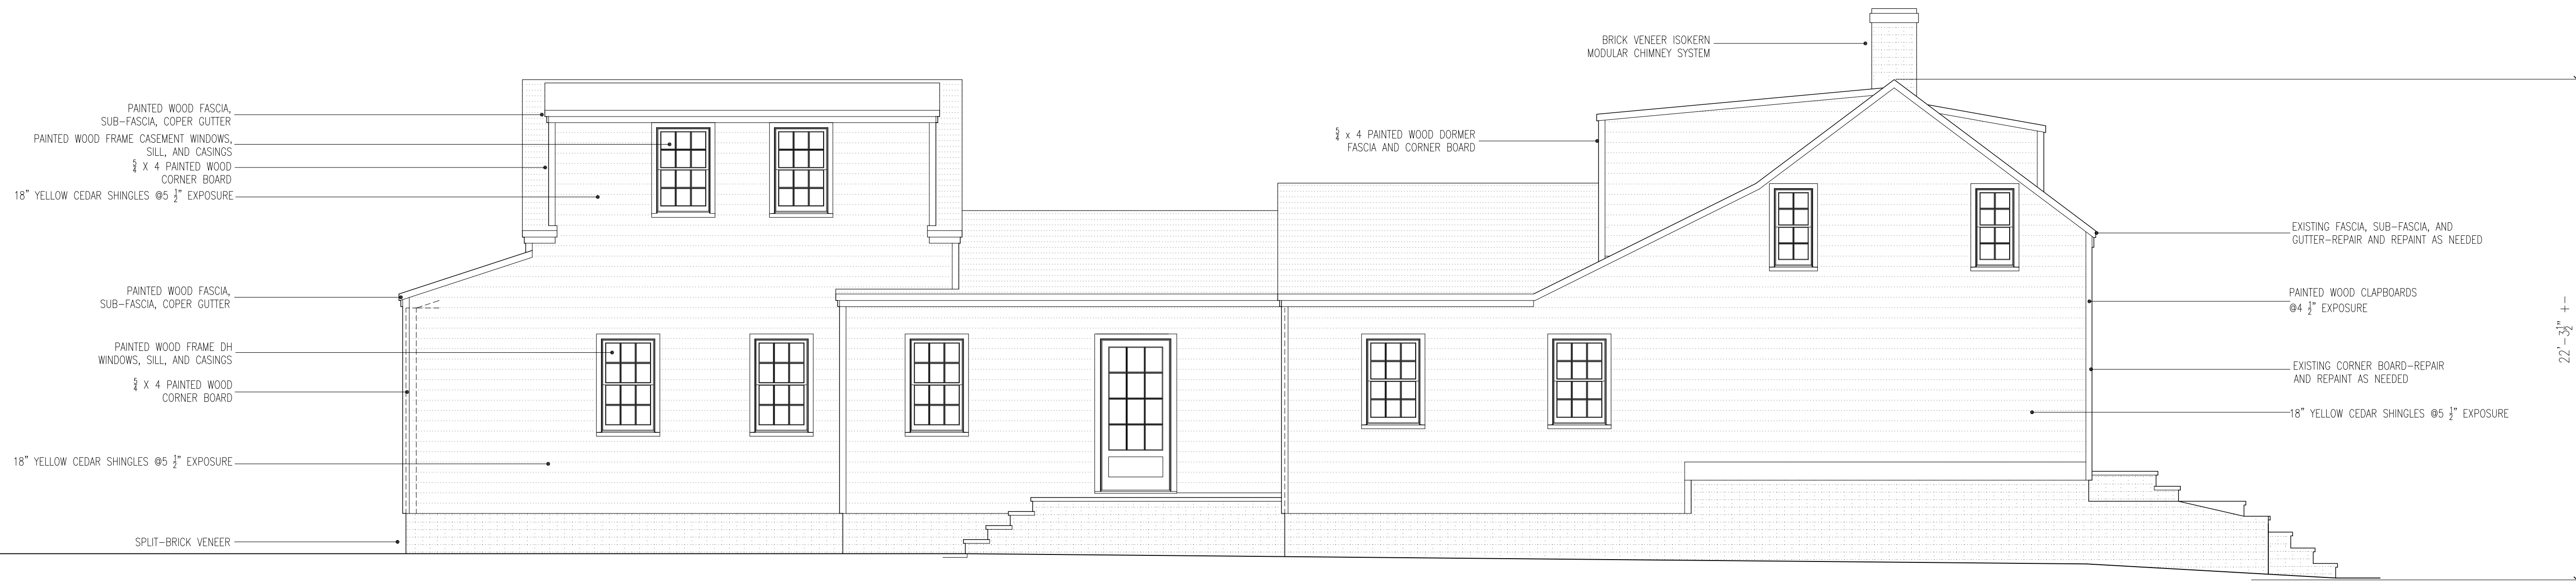 BRICK VENEER ISOKERN
MODULAR CHIMNEY SYSTEM
PAINTED WOOD FASCIA,
SUB-FASCIA, COPER GUTTER
PAINTED WOOD FRAME CASEMENT WINDOWS,
SILL, AND CASINGS
5/4 X 4 PAINTED WOOD
CORNER BOARD
18" YELLOW CEDAR SHINGLES @5 1/2" EXPOSURE
5/4 x 4 PAINTED WOOD DORMER
FASCIA AND CORNER BOARD
PAINTED WOOD FASCIA,
SUB-FASCIA, COPER GUTTER
PAINTED WOOD FRAME DH
WINDOWS, SILL, AND CASINGS
5/4 X 4 PAINTED WOOD
CORNER BOARD
18" YELLOW CEDAR SHINGLES @5 1/2" EXPOSURE
SPLIT-BRICK VENEER
EXISTING FASCIA, SUB-FASCIA, AND
GUTTER-REPAIR AND REPAINT AS NEEDED
PAINTED WOOD CLAPBOARDS
@4 1/2" EXPOSURE
EXISTING CORNER BOARD-REPAIR
AND REPAINT AS NEEDED
18" YELLOW CEDAR SHINGLES @5 1/2" EXPOSURE
22'-3 1/2" +-